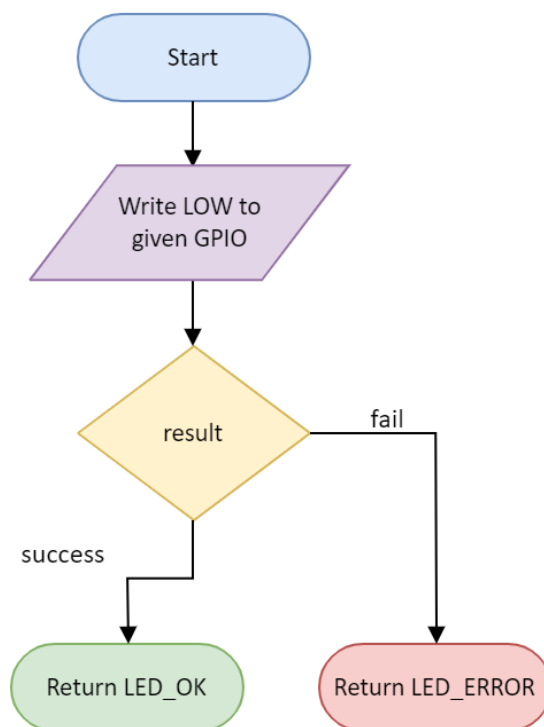 Start
Write LOW to
given GPIO
result
fail
success
Return LED_OK
Return LED_ERROR